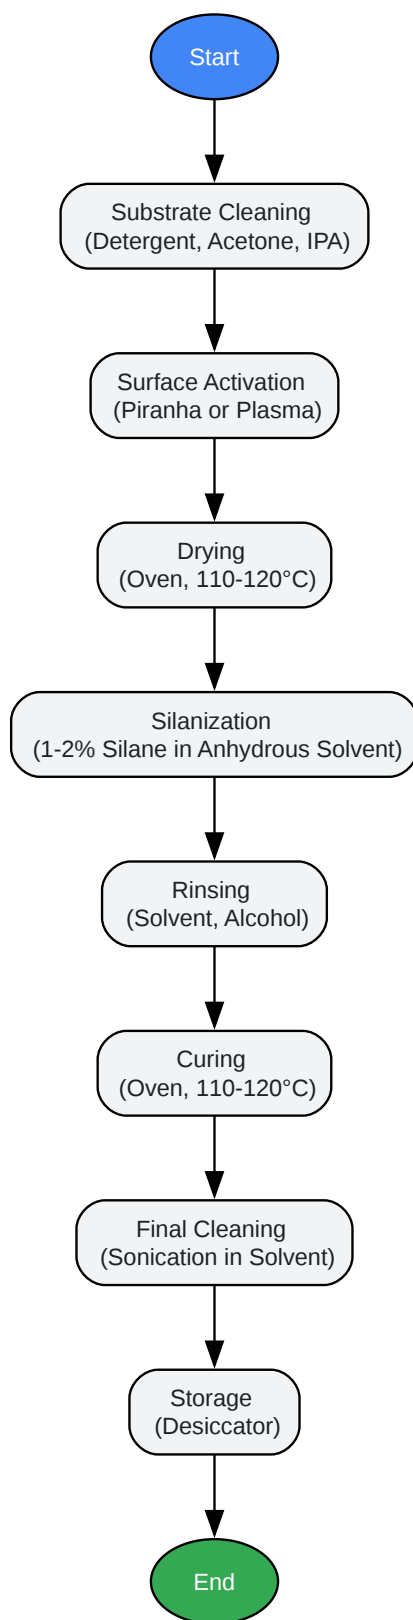 Start
Substrate Cleaning
(Detergent, Acetone, IPA)
Surface Activation
(Piranha or Plasma)
Drying
(Oven, 110-120°C)
Silanization
(1-2% Silane in Anhydrous Solvent)
Rinsing
(Solvent, Alcohol)
Curing
(Oven, 110-120°C)
Final Cleaning
(Sonication in Solvent)
Storage
(Desiccator)
End